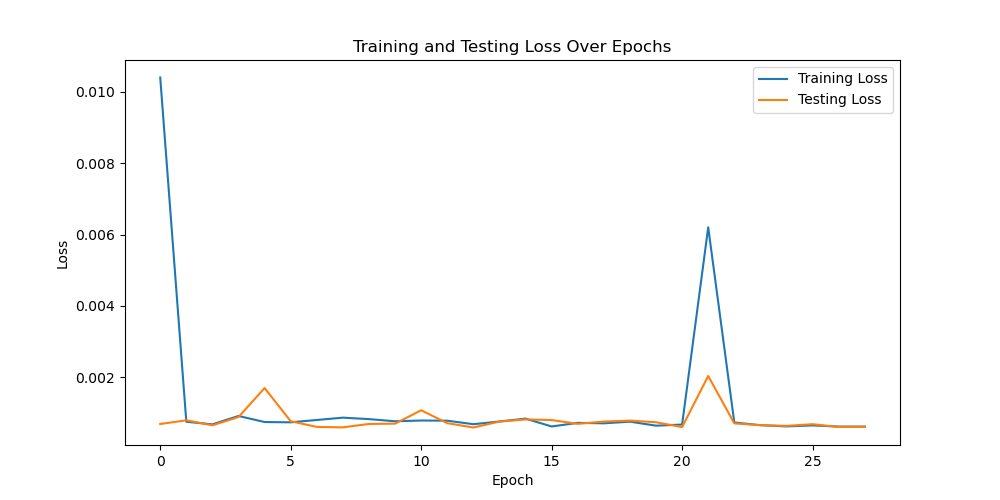 Training and Testing Loss Over Epochs
Training Loss
Testing Loss
0.010
0.008
0.006
0.004
0.002
Loss
0
5
10
15
20
25
Epoch